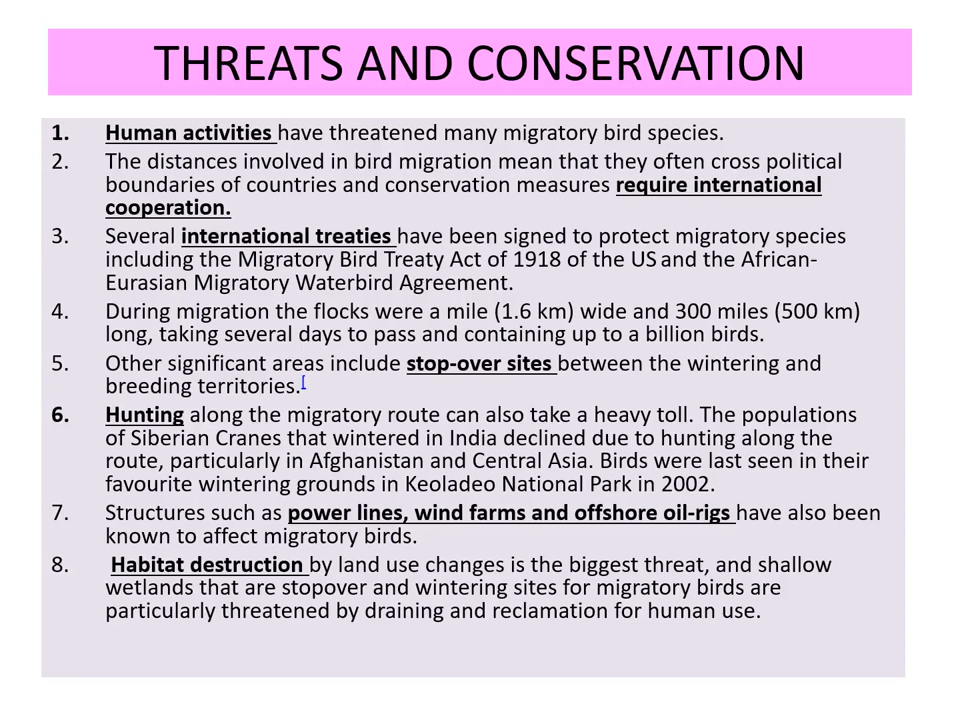 THREATS AND CONSERVATION
1. Human activities have threatened many migratory bird species.
2. The distances involved in bird migration mean that they often cross political
boundaries of countries and conservation measures require international
cooperation.
3. Several international treaties have been signed to protect migratory species
including the Migratory Bird Treaty Act of 1918 of the US and the African-
Eurasian Migratory Waterbird Agreement.
4. During migration the flocks were a mile (1.6 km) wide and 300 miles (500 km)
long, taking several days to pass and containing up to a billion birds.
5. Other significant areas include stop-over sites between the wintering and
breeding territories.[
6. Hunting along the migratory route can also take a heavy toll. The populations
of Siberian Cranes that wintered in India declined due to hunting along the
route, particularly in Afghanistan and Central Asia. Birds were last seen in their
favourite wintering grounds in Keoladeo National Park in 2002.
7. Structures such as power lines, wind farms and offshore oil-rigs have also been
known to affect migratory birds.
8. Habitat destruction by land use changes is the biggest threat, and shallow
wetlands that are stopover and wintering sites for migratory birds are
particularly threatened by draining and reclamation for human use.